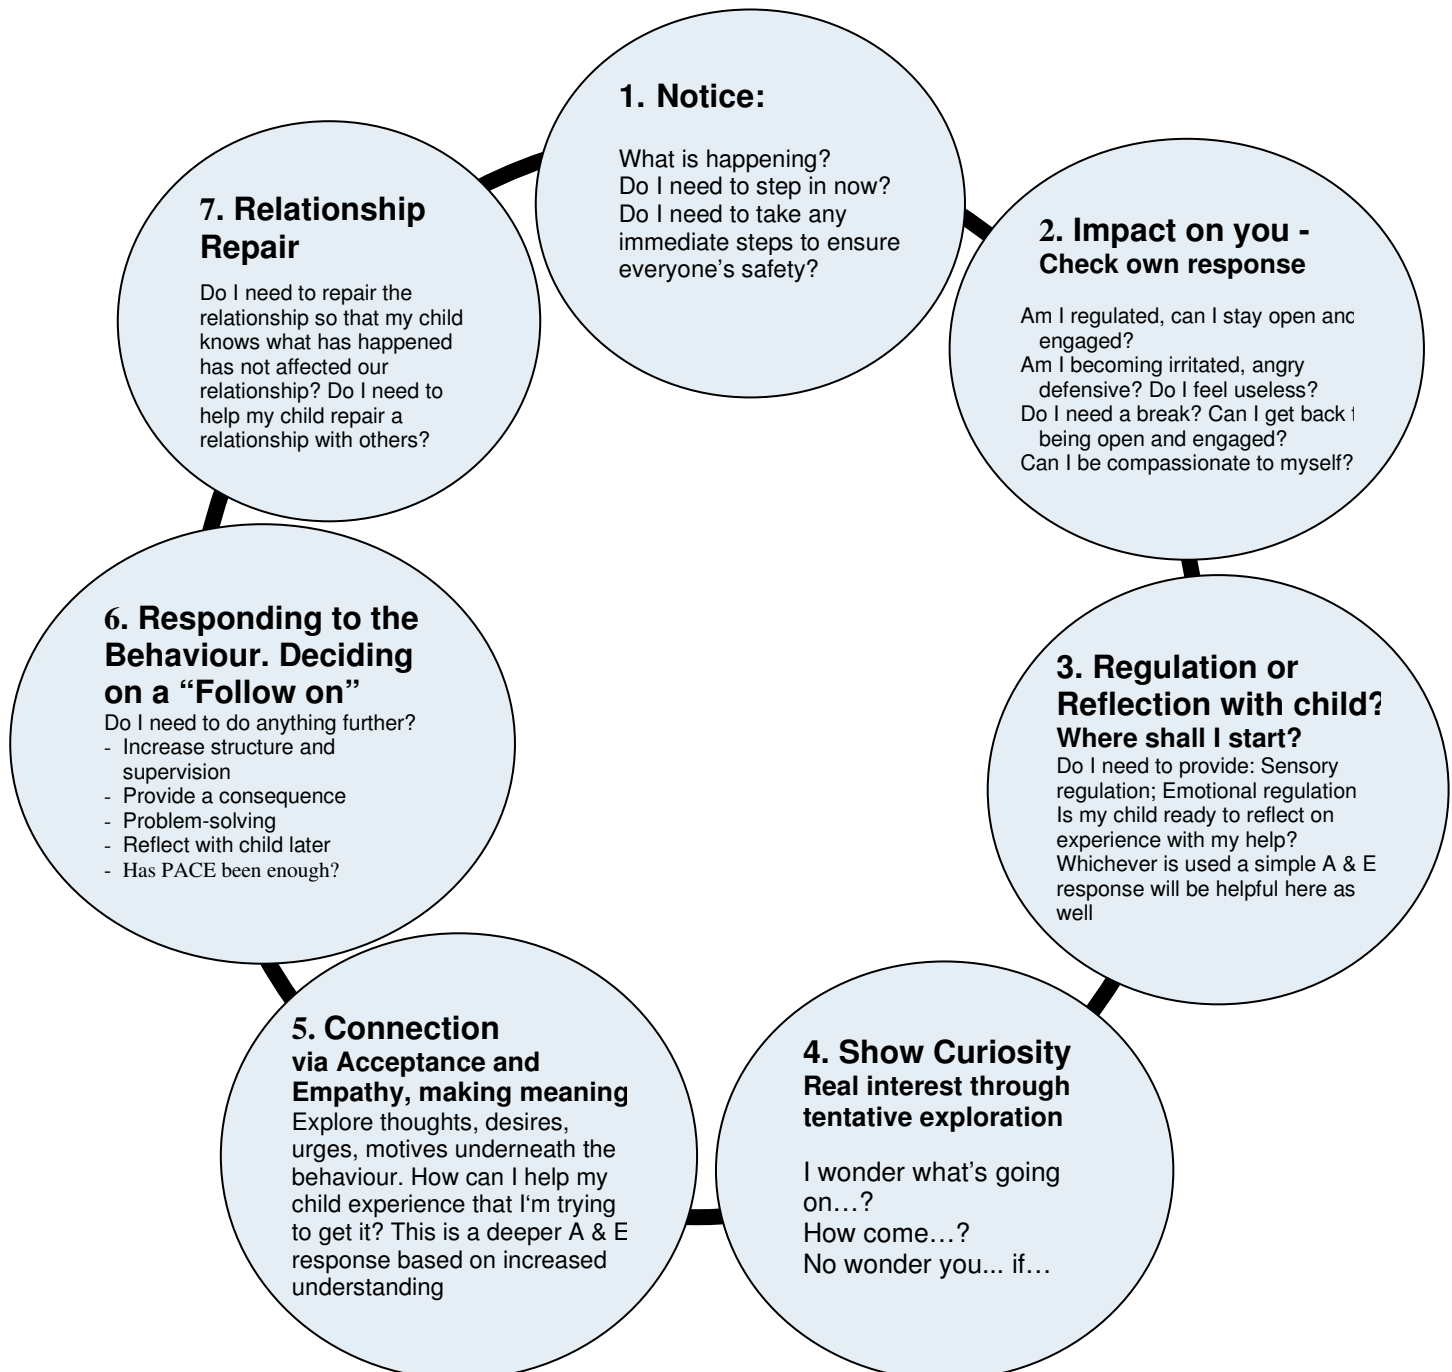 1. Notice:
What is happening?
Do I need to step in now?
Do I need to take any
immediate steps to ensure
everyone's safety?
2. Impact on you -
Check own response
Am I regulated, can I stay open and
engaged?
Am I becoming irritated, angry
defensive? Do I feel useless?
Do I need a break? Can I get back
being open and engaged?
Can I be compassionate to myself?
3. Regulation or
Reflection with child?
Where shall I start?
Do I need to provide: Sensory
regulation; Emotional regulation
Is my child ready to reflect on
experience with my help?
Whichever is used a simple A & E
response will be helpful here as
well
4. Show Curiosity
Real interest through
tentative exploration
I wonder what's going
on…?
How come…?
No wonder you... if…
5. Connection
via Acceptance and
Empathy, making meaning
Explore thoughts, desires,
urges, motives underneath the
behaviour. How can I help my
child experience that I‘m trying
to get it? This is a deeper A & E
response based on increased
understanding
6. Responding to the
Behaviour. Deciding
on a “Follow on”
Do I need to do anything further?
- Increase structure and
supervision
- Provide a consequence
- Problem-solving
- Reflect with child later
- Has PACE been enough?
7. Relationship
Repair
Do I need to repair the
relationship so that my child
knows what has happened
has not affected our
relationship? Do I need to
help my child repair a
relationship with others?